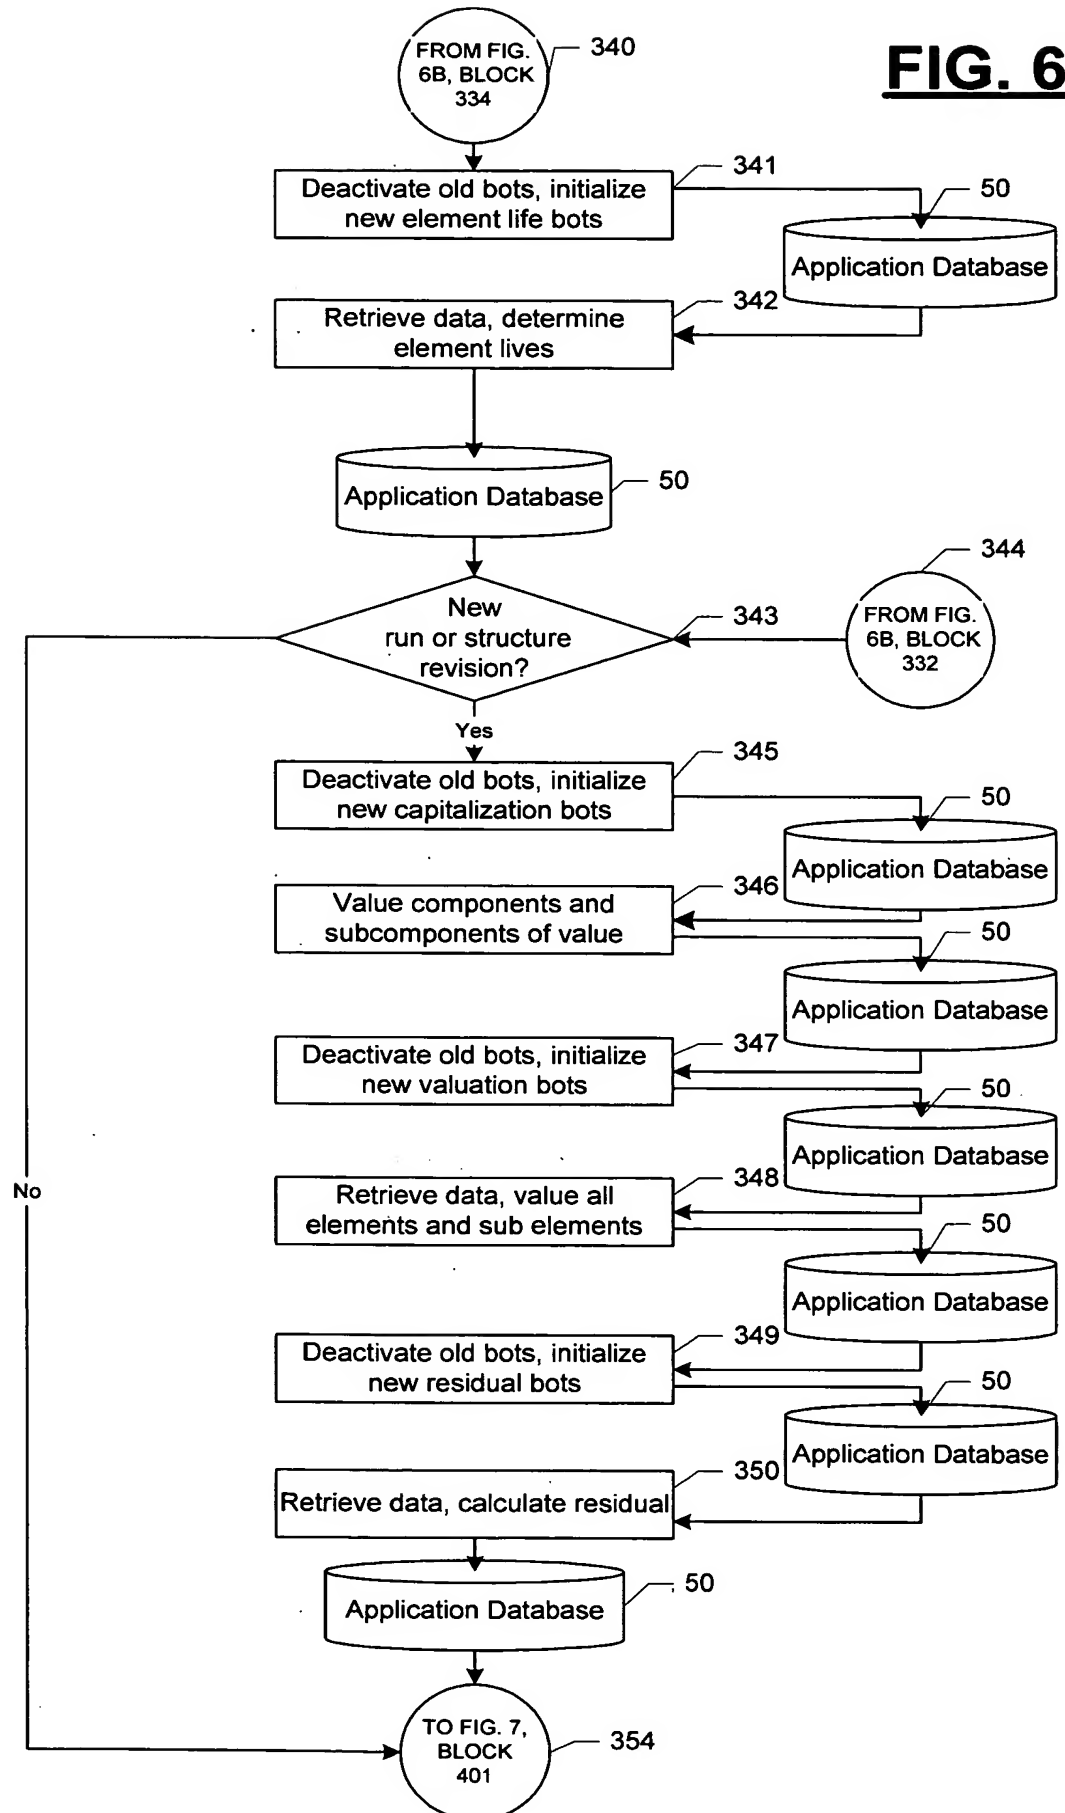 FROM FIG.
6B, BLOCK
334
340
FIG. 6
341
Deactivate old bots, initialize
new element life bots
50
Application Database
342
Retrieve data, determine
element lives
Application Database
50
344
New
run or structure
revision?
343
FROM FIG.
6B, BLOCK
332
Yes
345
Deactivate old bots, initialize
new capitalization bots
50
Application Database
346
Value components and
subcomponents of value
50
Application Database
347
Deactivate old bots, initialize
new valuation bots
50
Application Database
No
348
Retrieve data, value all
elements and sub elements
50
Application Database
349
Deactivate old bots, initialize
new residual bots
50
Application Database
350
Retrieve data, calculate residual
50
Application Database
TO FIG. 7,
BLOCK
401
354